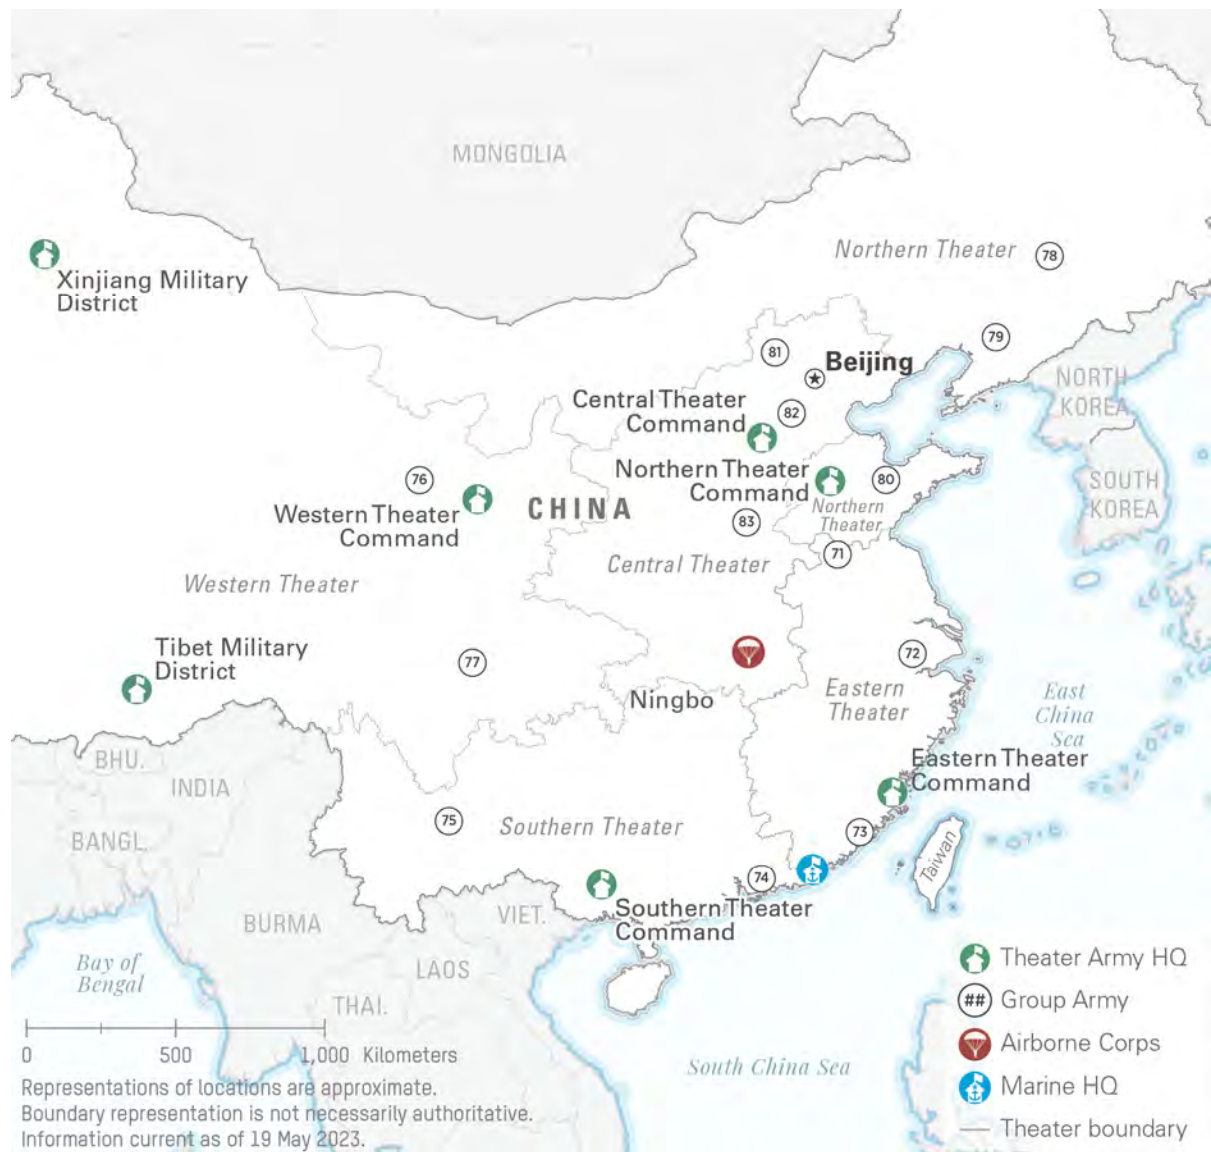 MONGOLIA
Northern Theater
78
Xinjiang Military
District
79
81
Beijing
NORTH
KOREA
Central Theater
Command
82
Northern Theater
Command
80
SOUTH
KOREA
76
Western Theater
Command
CHINA
Northern
Theater
83
71
Central Theater
Western Theater
Tibet Military
District
77
72
Ningbo
Eastern
Theater
East
China
Sea
BHU.
INDIA
Eastern Theater
Command
75
Southern Theater
73
BANGL.
Taiwan
74
BURMA
VIET.
Southern Theater
Command
Bay of
Bengal
LAOS
THAI.
South China Sea
Theater Army HQ
## Group Army
Airborne Corps
Marine HQ
Theater boundary
0 500 1,000 Kilometers
Representations of locations are approximate.
Boundary representation is not necessarily authoritative.
Information current as of 19 May 2023.